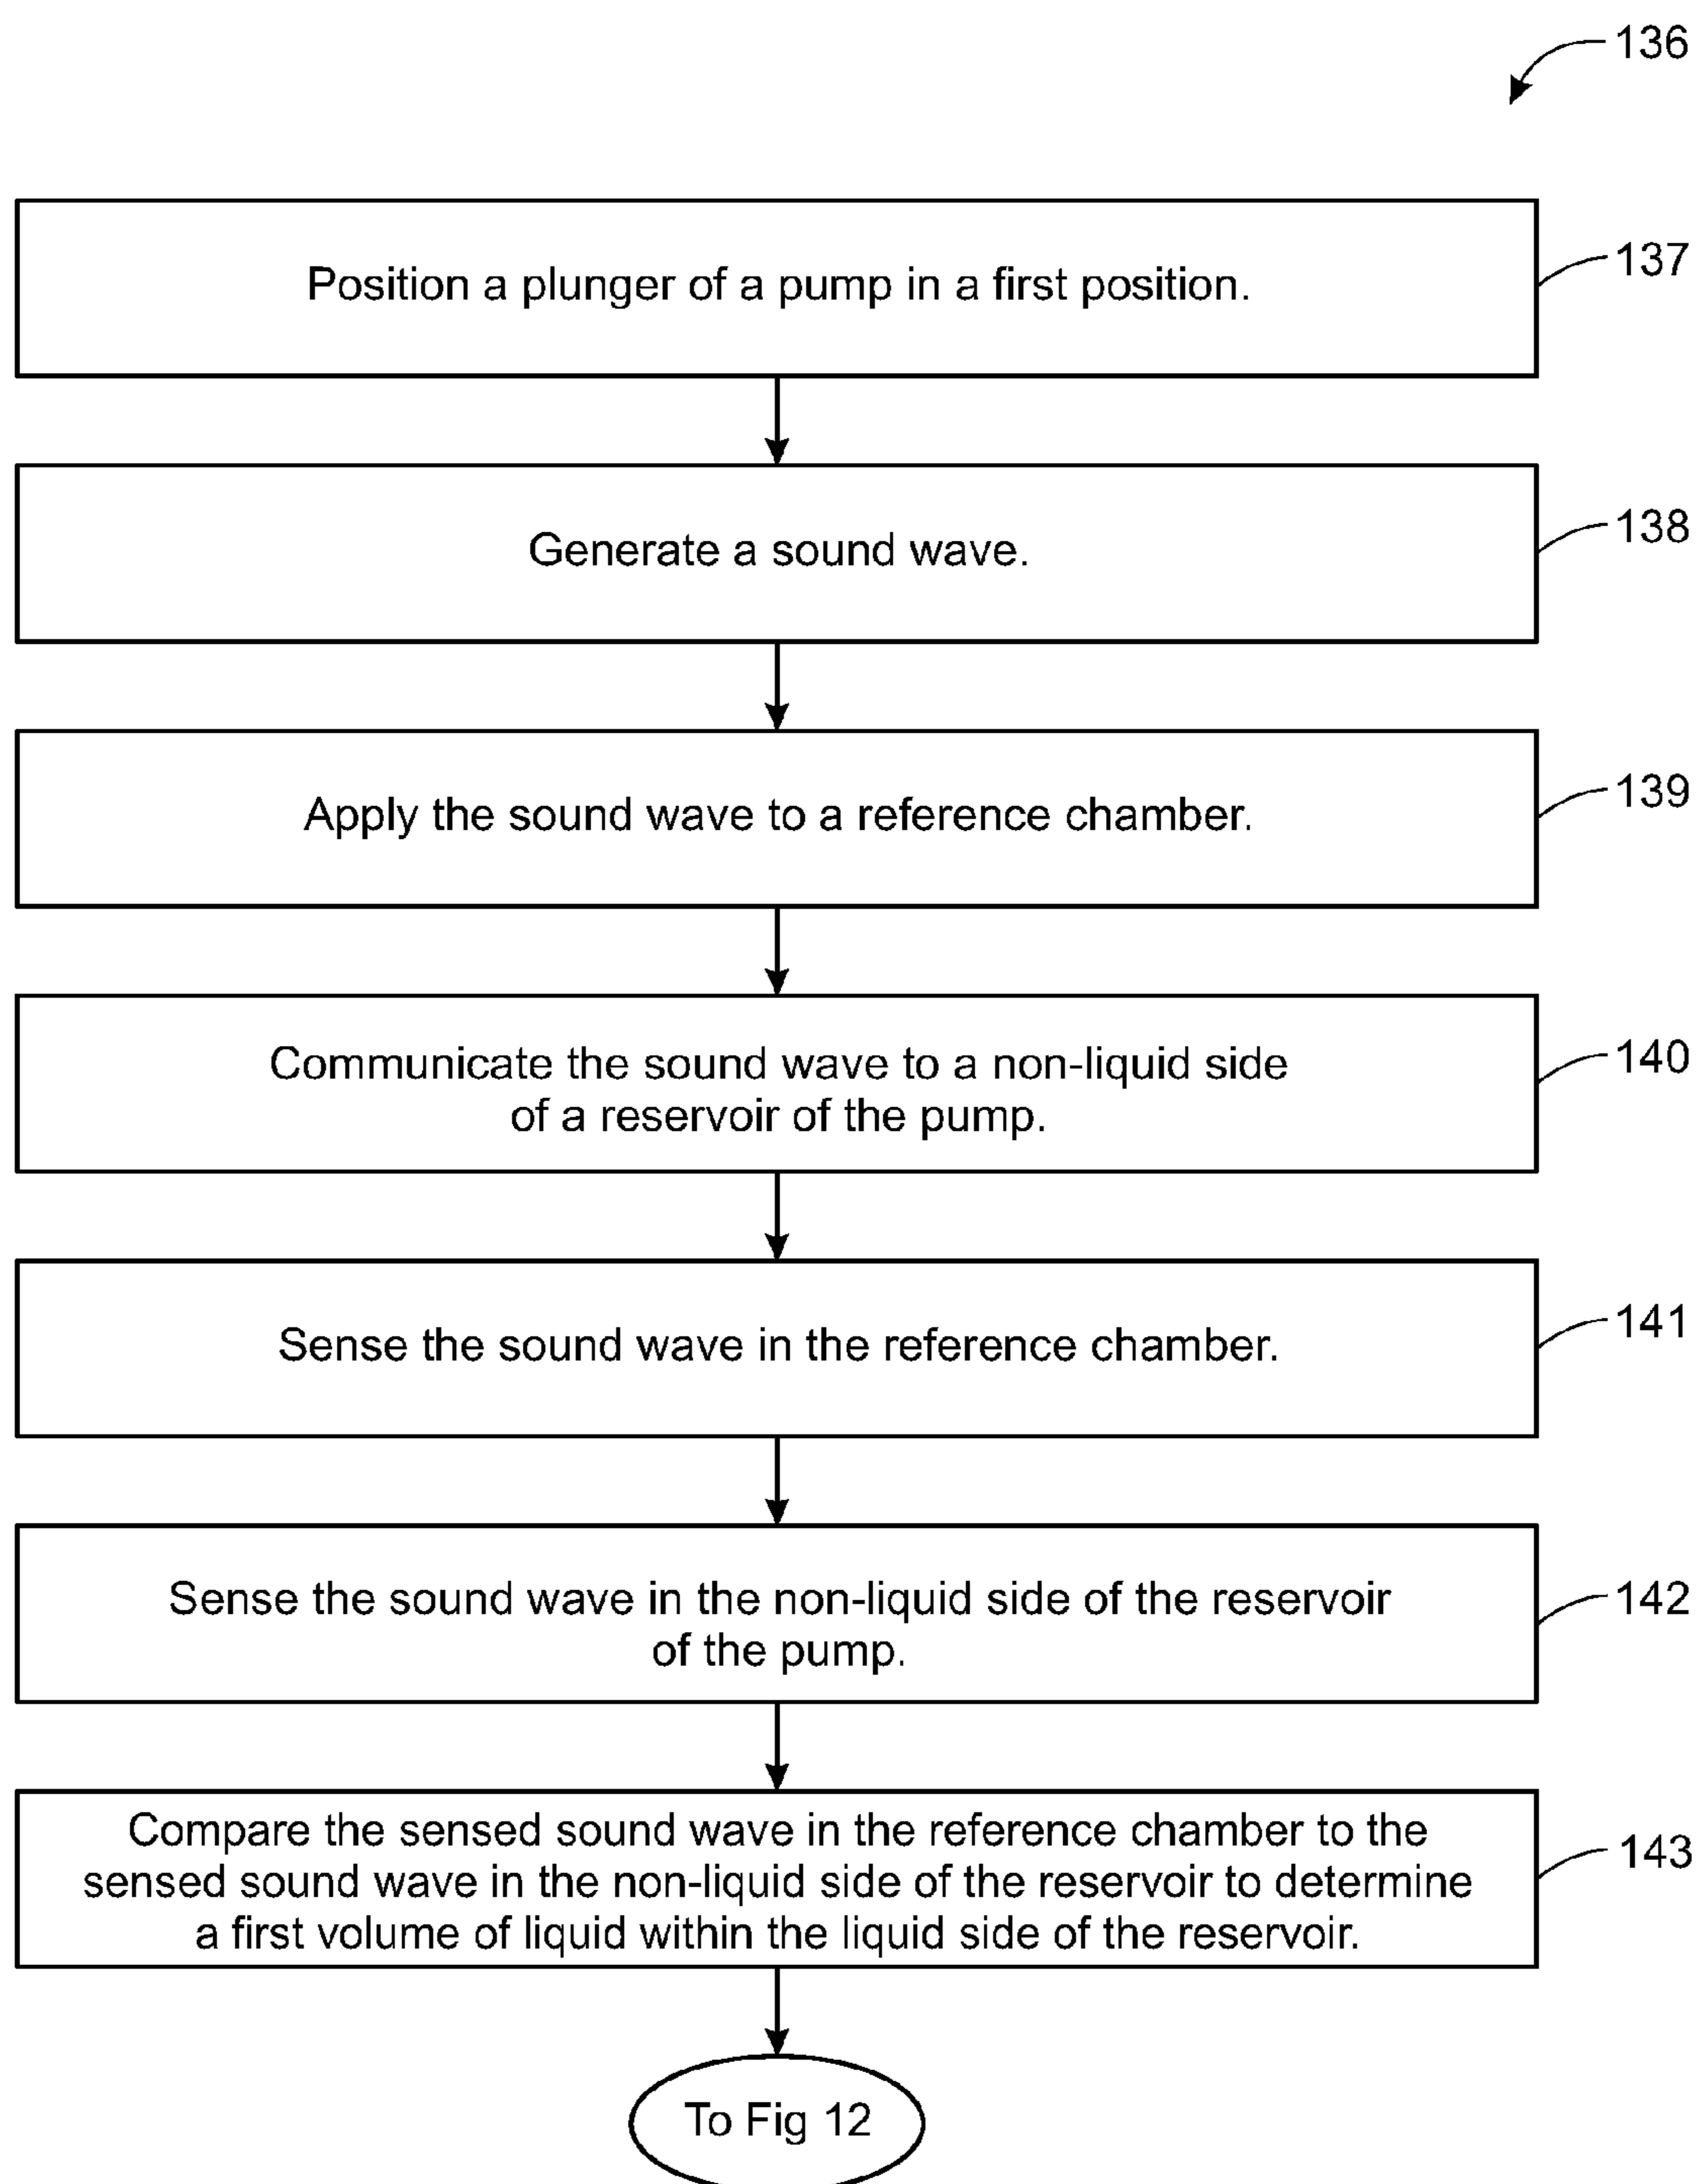 136
Position a plunger of a pump in a first position.
137
Generate a sound wave.
138
Apply the sound wave to a reference chamber.
139
Communicate the sound wave to a non-liquid side
of a reservoir of the pump.
140
Sense the sound wave in the reference chamber.
141
Sense the sound wave in the non-liquid side of the reservoir
of the pump.
142
Compare the sensed sound wave in the reference chamber to the
sensed sound wave in the non-liquid side of the reservoir to determine
a first volume of liquid within the liquid side of the reservoir.
143
To Fig 12